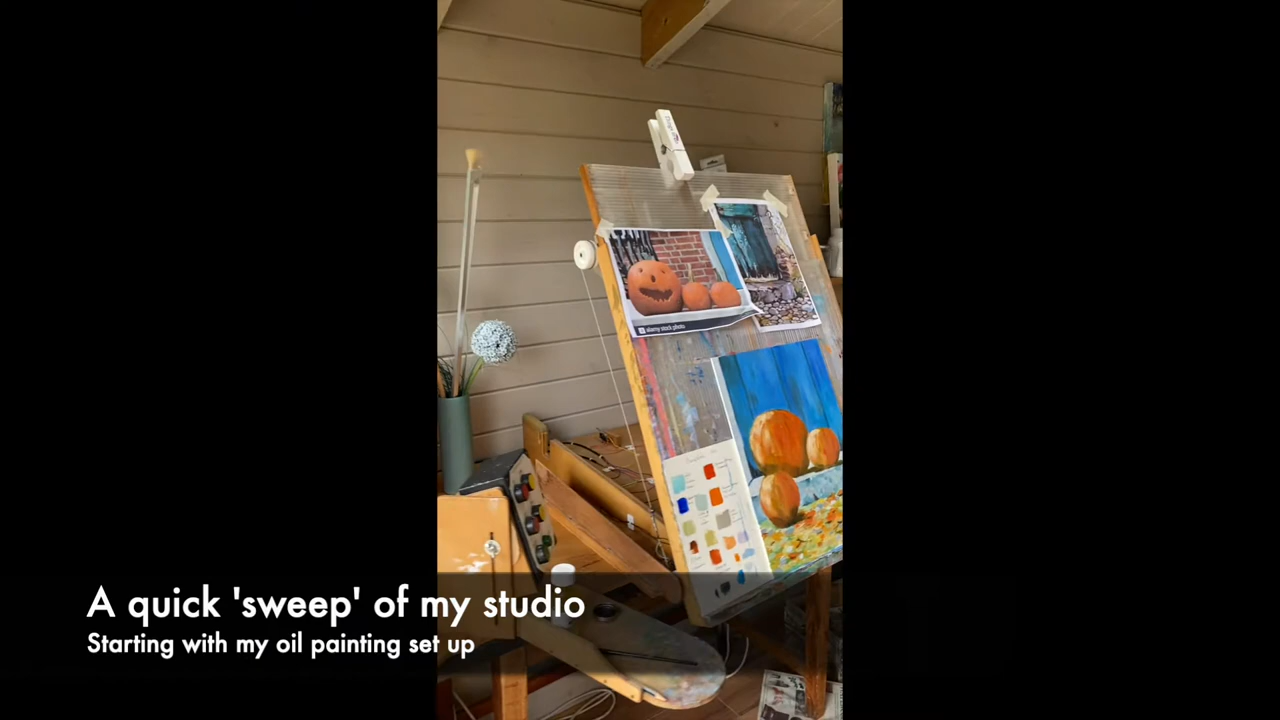 alamy stock photo
A quick 'sweep' of my studio
Starting with my oil painting set up